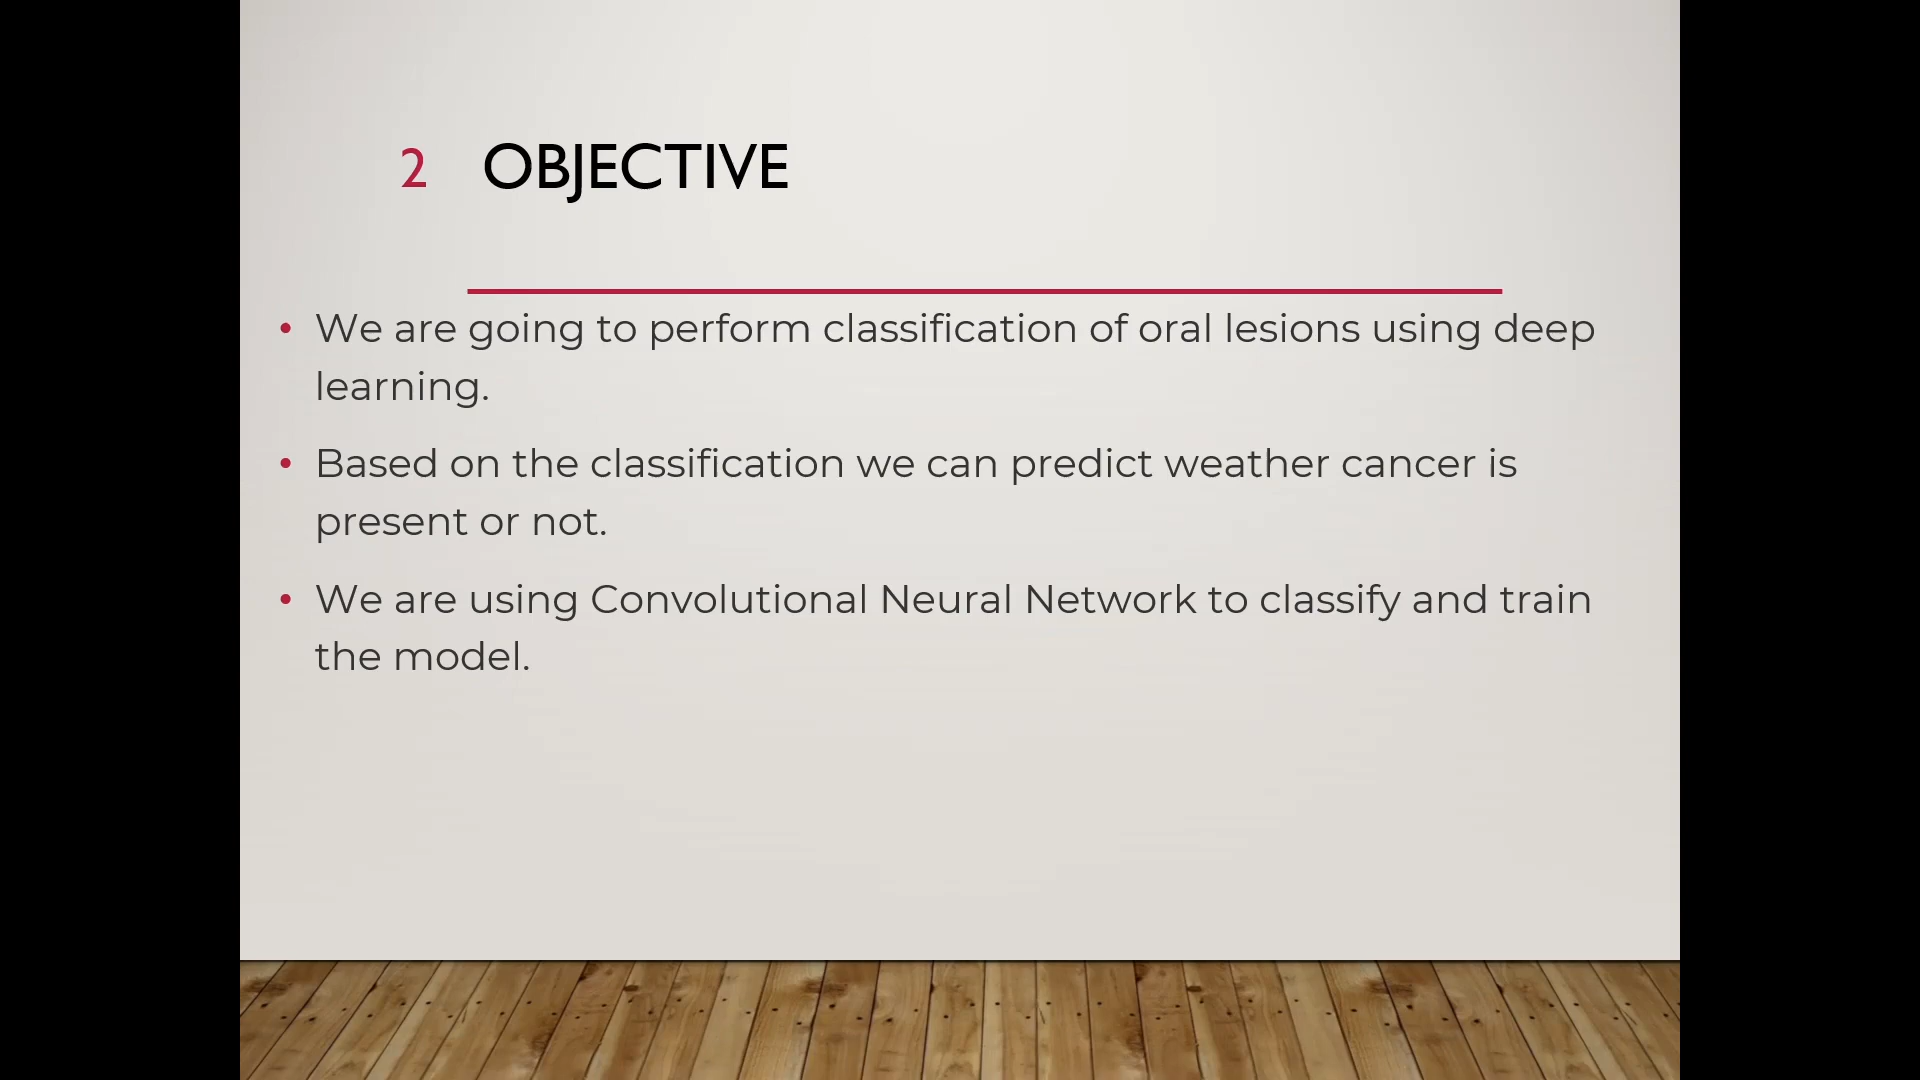 2 OBJECTIVE
• We are going to perform classification of oral lesions using deep
learning.
• Based on the classification we can predict weather cancer is
present or not.
• We are using Convolutional Neural Network to classify and train
the model.